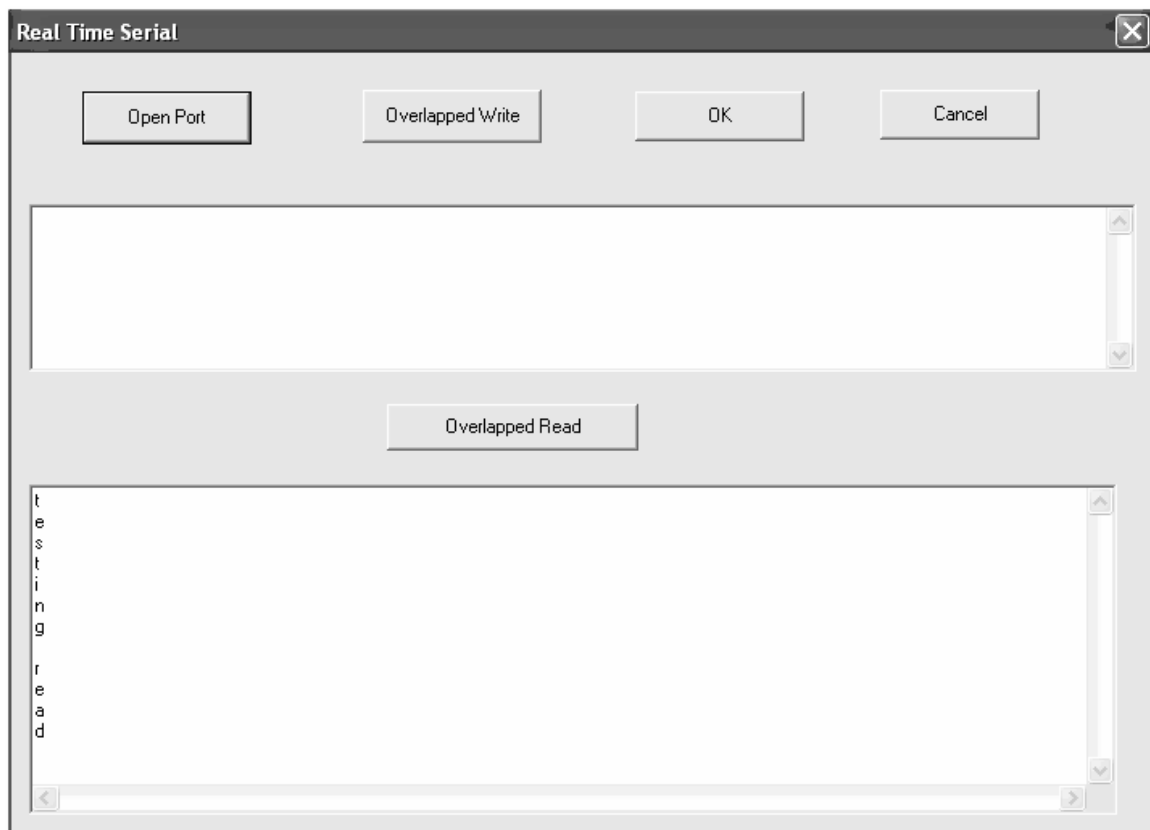 Real Time Serial
Open Port
Overlapped Write
OK
Cancel
Overlapped Read
t
e
s
t
i
n
g

r
e
a
d